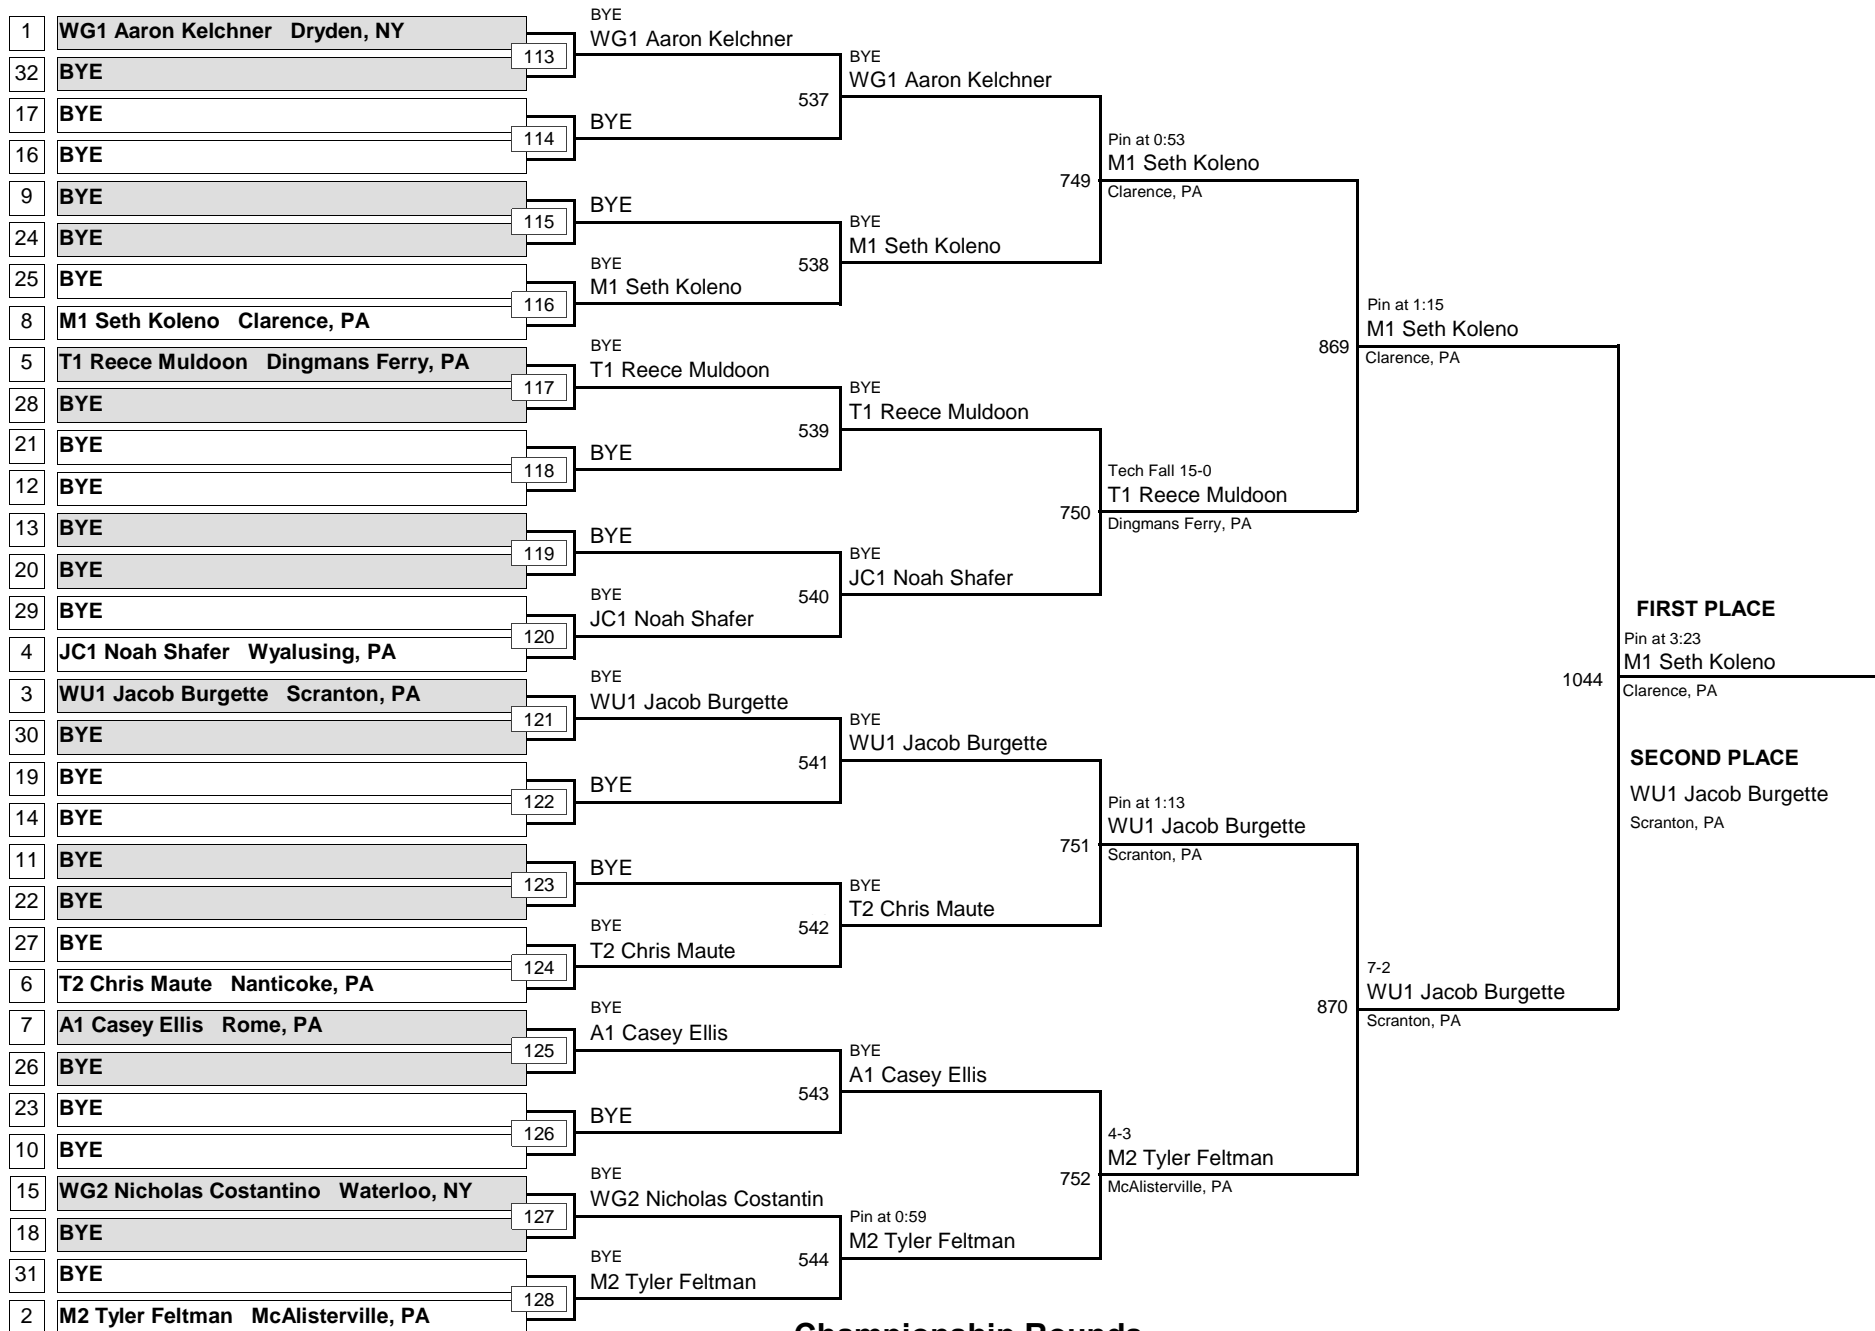 1 WG1 Aaron Kelchner Dryden, NY
32 BYE
113
17 BYE
16 BYE
114
9 BYE
24 BYE
115
25 BYE
8 M1 Seth Koleno Clarence, PA
116
5 T1 Reece Muldoon Dingmans Ferry, PA
28 BYE
117
21 BYE
12 BYE
118
13 BYE
20 BYE
119
29 BYE
4 JC1 Noah Shafer Wyalusing, PA
120
3 WU1 Jacob Burgette Scranton, PA
30 BYE
121
19 BYE
14 BYE
122
11 BYE
22 BYE
123
27 BYE
6 T2 Chris Maute Nanticoke, PA
124
7 A1 Casey Ellis Rome, PA
26 BYE
125
23 BYE
10 BYE
126
15 WG2 Nicholas Costantino Waterloo, NY
18 BYE
127
31 BYE
2 M2 Tyler Feltman McAlisterville, PA
128
BYE
WG1 Aaron Kelchner
BYE
537
BYE
BYE
M1 Seth Koleno
538
BYE
T1 Reece Muldoon
BYE
539
BYE
BYE
JC1 Noah Shafer
540
BYE
WU1 Jacob Burgette
BYE
541
BYE
BYE
T2 Chris Maute
542
BYE
A1 Casey Ellis
BYE
543
BYE
WG2 Nicholas Costantin
BYE
M2 Tyler Feltman
544
BYE
WG1 Aaron Kelchner
BYE
M1 Seth Koleno
749
BYE
T1 Reece Muldoon
BYE
JC1 Noah Shafer
750
BYE
WU1 Jacob Burgette
BYE
T2 Chris Maute
751
BYE
A1 Casey Ellis
Pin at 0:59
M2 Tyler Feltman
752
Pin at 0:53
M1 Seth Koleno
Clarence, PA
Tech Fall 15-0
T1 Reece Muldoon
Dingmans Ferry, PA
869
Pin at 1:13
WU1 Jacob Burgette
Scranton, PA
4-3
M2 Tyler Feltman
McAlisterville, PA
870
Pin at 1:15
M1 Seth Koleno
Clarence, PA
7-2
WU1 Jacob Burgette
Scranton, PA
1044
FIRST PLACE
Pin at 3:23
M1 Seth Koleno
Clarence, PA
SECOND PLACE
WU1 Jacob Burgette
Scranton, PA
Championship Rounds